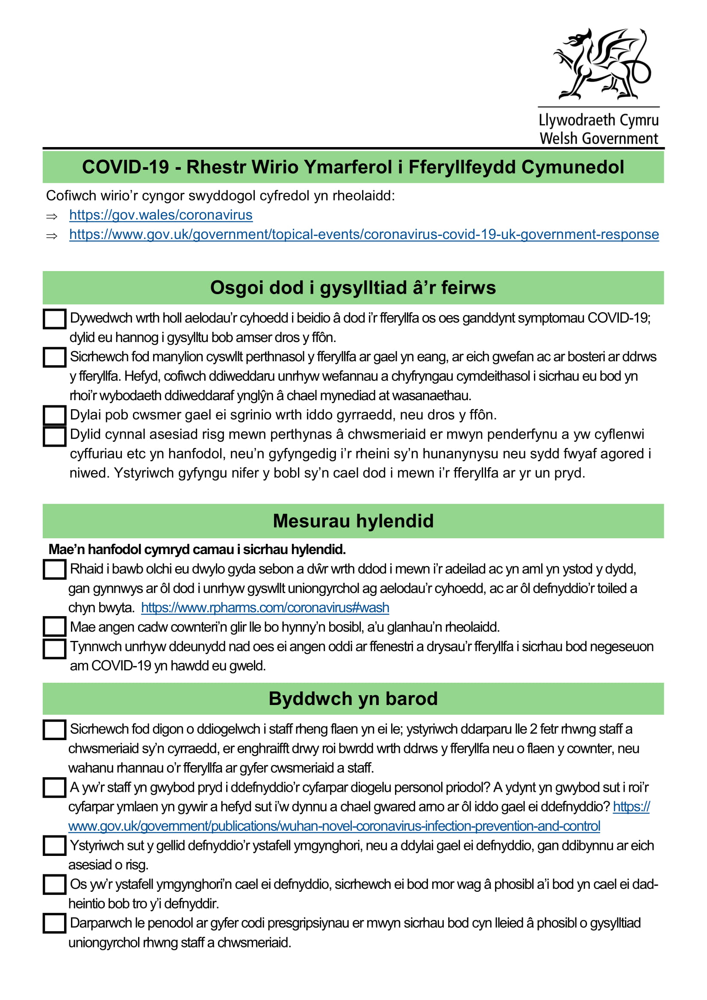 Llywodraeth Cymru
Welsh Government
COVID-19 - Rhestr Wirio Ymarferol i Fferyllfeydd Cymunedol
Cofiwch wirio’r cyngor swyddogol cyfredol yn rheolaidd:
⇒ https://gov.wales/coronavirus
⇒ https://www.gov.uk/government/topical-events/coronavirus-covid-19-uk-government-response
Osgoi dod i gysylltiad â’r feirws
Dywedwch wrth holl aelodau’r cyhoedd i beidio â dod i’r fferyllfa os oes ganddynt symptomau COVID-19;
dylid eu hannog i gysylltu bob amser dros y ffôn.
Sicrhewch fod manylion cyswllt perthnasol y fferyllfa ar gael yn eang, ar eich gwefan ac ar bosteri ar ddrws
y fferyllfa. Hefyd, cofiwch ddiweddaru unrhyw wefannau a chyfryngau cymdeithasol i sicrhau eu bod yn
rhoi’r wybodaeth ddiweddaraf ynglŷn â chael mynediad at wasanaethau.
Dylai pob cwsmer gael ei sgrinio wrth iddo gyrraedd, neu dros y ffôn.
Dylid cynnal asesiad risg mewn perthynas â chwsmeriaid er mwyn penderfynu a yw cyflenwi
cyffuriau etc yn hanfodol, neu’n gyfyngedig i’r rheini sy’n hunanynysu neu sydd fwyaf agored i
niwed. Ystyriwch gyfyngu nifer y bobl sy’n cael dod i mewn i’r fferyllfa ar yr un pryd.
Mesurau hylendid
Mae’n hanfodol cymryd camau i sicrhau hylendid.
Rhaid i bawb olchi eu dwylo gyda sebon a dŵr wrth ddod i mewn i’r adeilad ac yn aml yn ystod y dydd,
gan gynnwys ar ôl dod i unrhyw gyswllt uniongyrchol ag aelodau’r cyhoedd, ac ar ôl defnyddio’r toiled a
chyn bwyta. https://www.rpharms.com/coronavirus#wash
Mae angen cadw cownteri’n glir lle bo hynny’n bosibl, a’u glanhau’n rheolaidd.
Tynnwch unrhyw ddeunydd nad oes ei angen oddi ar ffenestri a drysau’r fferyllfa i sicrhau bod negeseuon
am COVID-19 yn hawdd eu gweld.
Byddwch yn barod
Sicrhewch fod digon o ddiogelwch i staff rheng flaen yn ei le; ystyriwch ddarparu lle 2 fetr rhwng staff a
chwsmeriaid sy’n cyrraedd, er enghraifft drwy roi bwrdd wrth ddrws y fferyllfa neu o flaen y cownter, neu
wahanu rhannau o’r fferyllfa ar gyfer cwsmeriaid a staff.
A yw’r staff yn gwybod pryd i ddefnyddio’r cyfarpar diogelu personol priodol? A ydynt yn gwybod sut i roi’r
cyfarpar ymlaen yn gywir a hefyd sut i’w dynnu a chael gwared arno ar ôl iddo gael ei ddefnyddio? https://
www.gov.uk/government/publications/wuhan-novel-coronavirus-infection-prevention-and-control
Ystyriwch sut y gellid defnyddio’r ystafell ymgynghori, neu a ddylai gael ei defnyddio, gan ddibynnu ar eich
asesiad o risg.
Os yw’r ystafell ymgynghori’n cael ei defnyddio, sicrhewch ei bod mor wag â phosibl a’i bod yn cael ei dad-
heintio bob tro y’i defnyddir.
Darparwch le penodol ar gyfer codi presgripsiynau er mwyn sicrhau bod cyn lleied â phosibl o gysylltiad
uniongyrchol rhwng staff a chwsmeriaid.